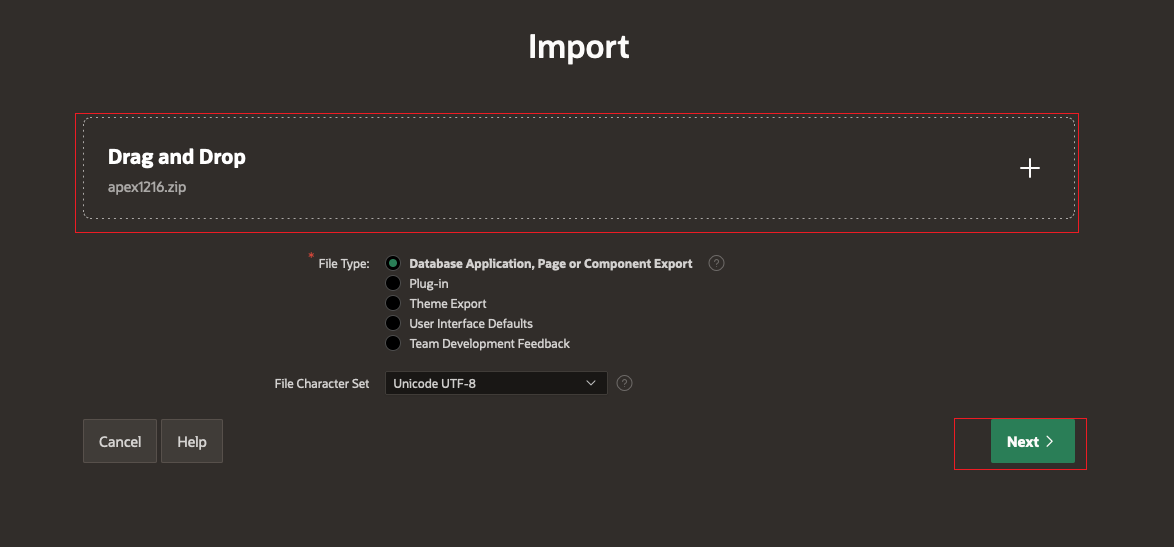 Import
Drag and Drop
apex1216.zip
* File Type:
Database Application, Page or Component Export ?
Plug-in
Theme Export
User Interface Defaults
Team Development Feedback
File Character Set Unicode UTF-8 ?
Cancel Help Next